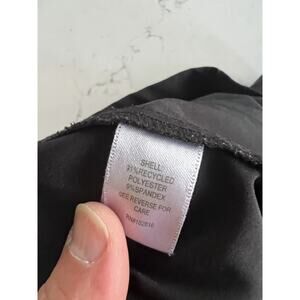 SHELL:
91%RECYCLED
POLYESTER
9%SPANDEX
SEE REVERSE FOR
CARE